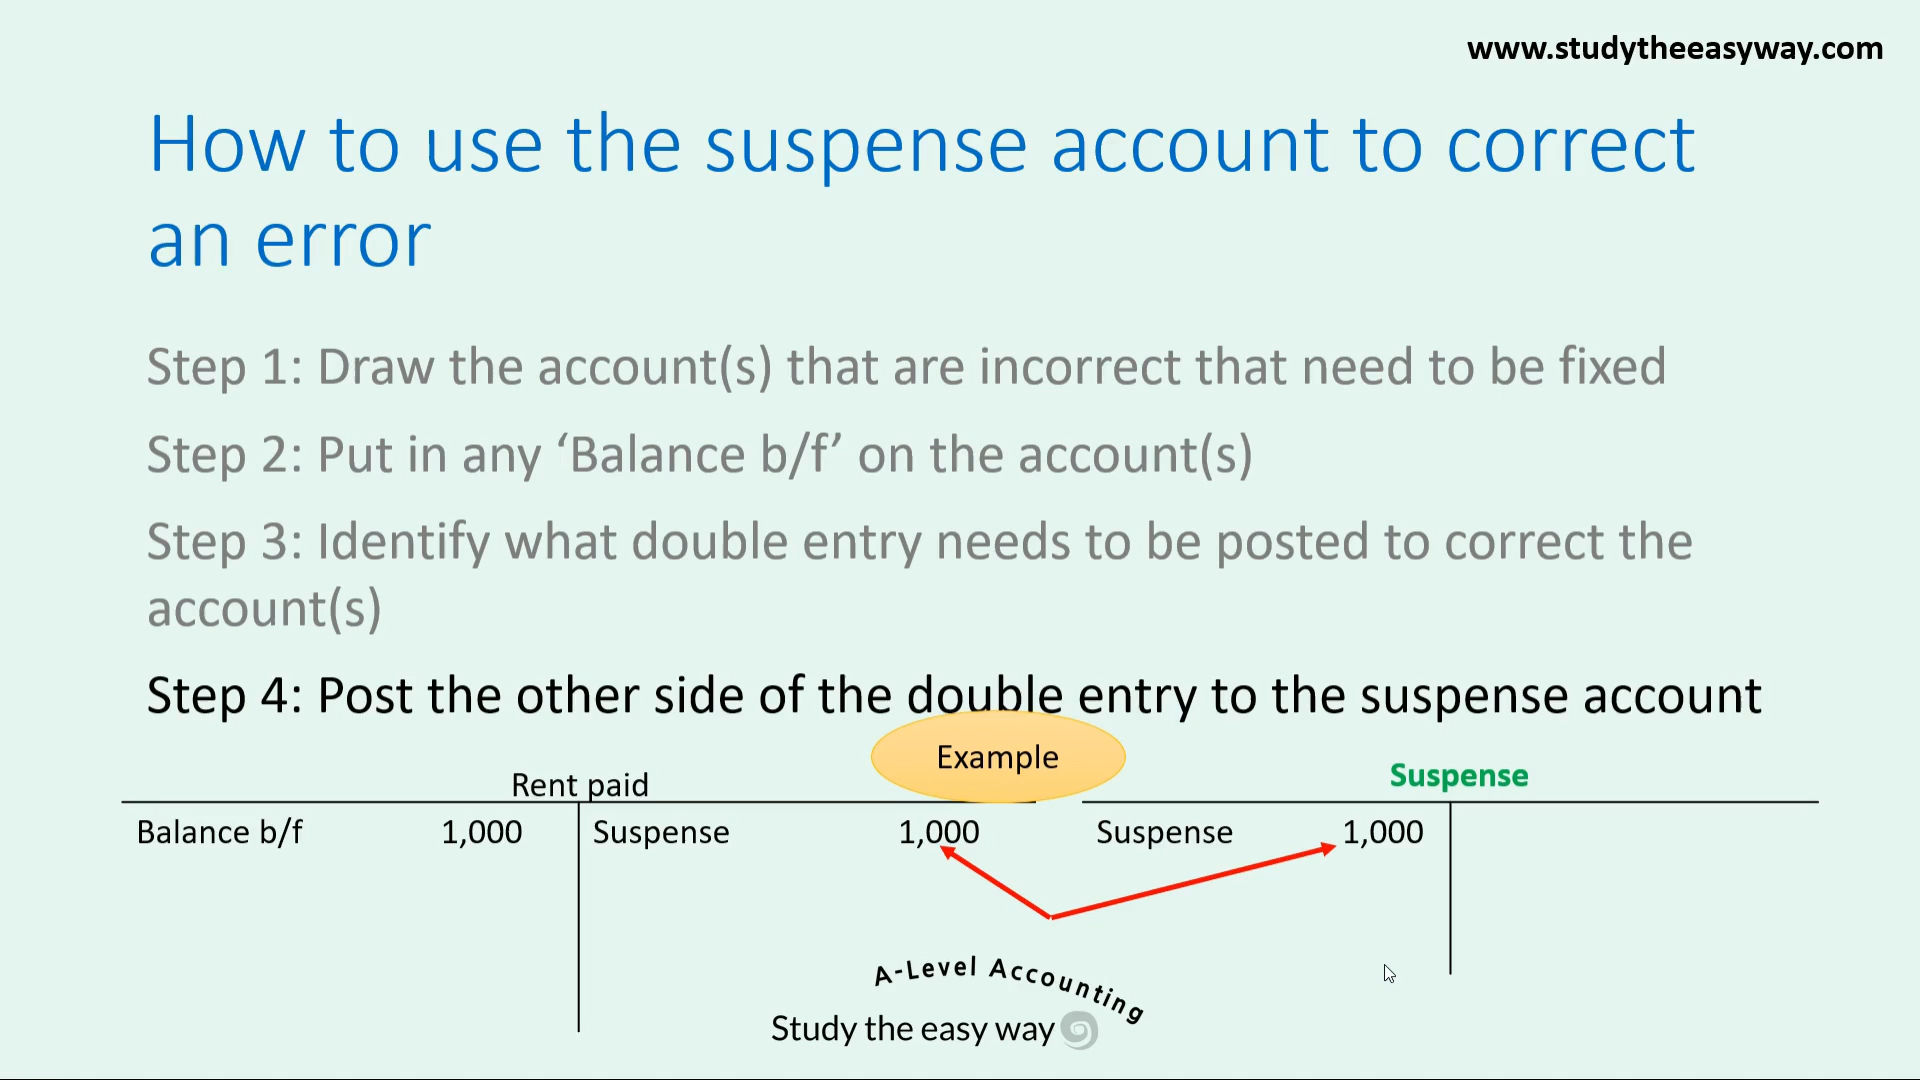 www.studytheeasyway.com
How to use the suspense account to correct
an error
Step 1: Draw the account(s) that are incorrect that need to be fixed
Step 2: Put in any ‘Balance b/f’ on the account(s)
Step 3: Identify what double entry needs to be posted to correct the
account(s)
Step 4: Post the other side of the double entry to the suspense account
Example
Rent paid
Suspense
Balance b/f 1,000 Suspense 1,000 Suspense 1,000
A-Level Accounting
Study the easy way